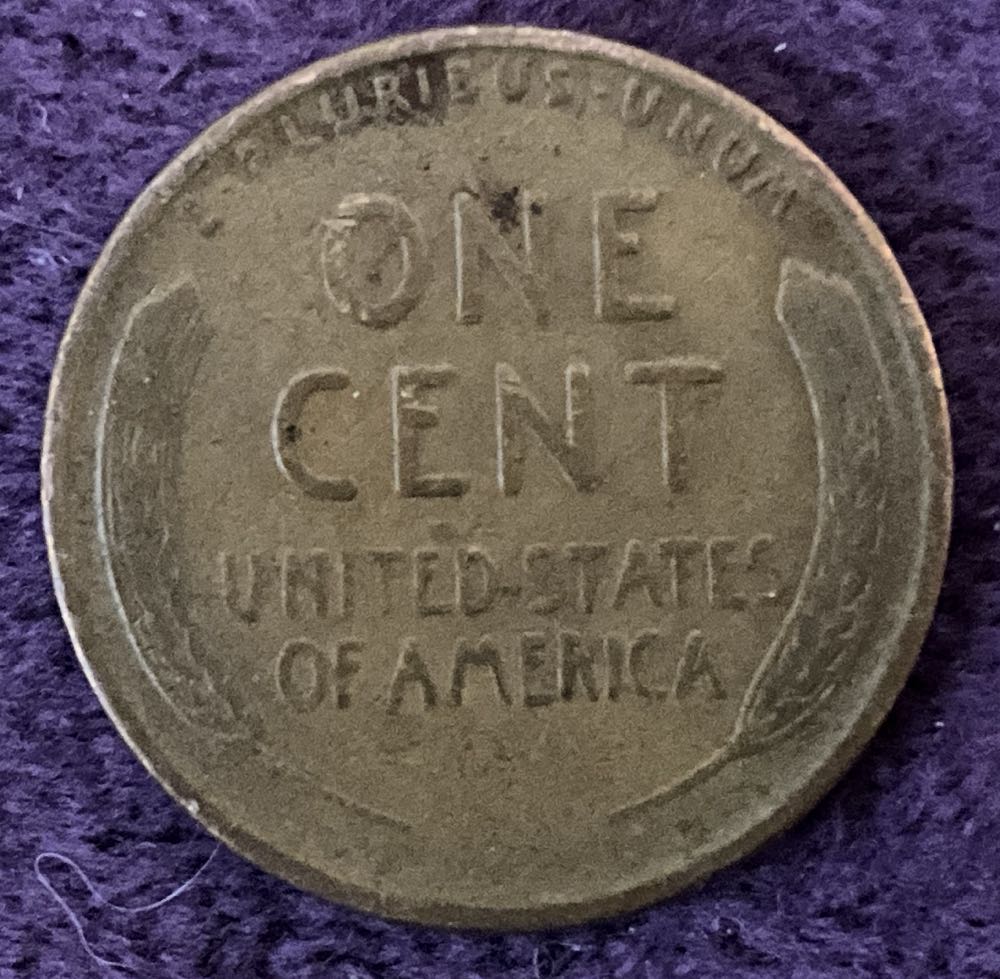 E·PLURIBUS·UNUM
ONE
CENT
UNITED·STATES
OF AMERICA